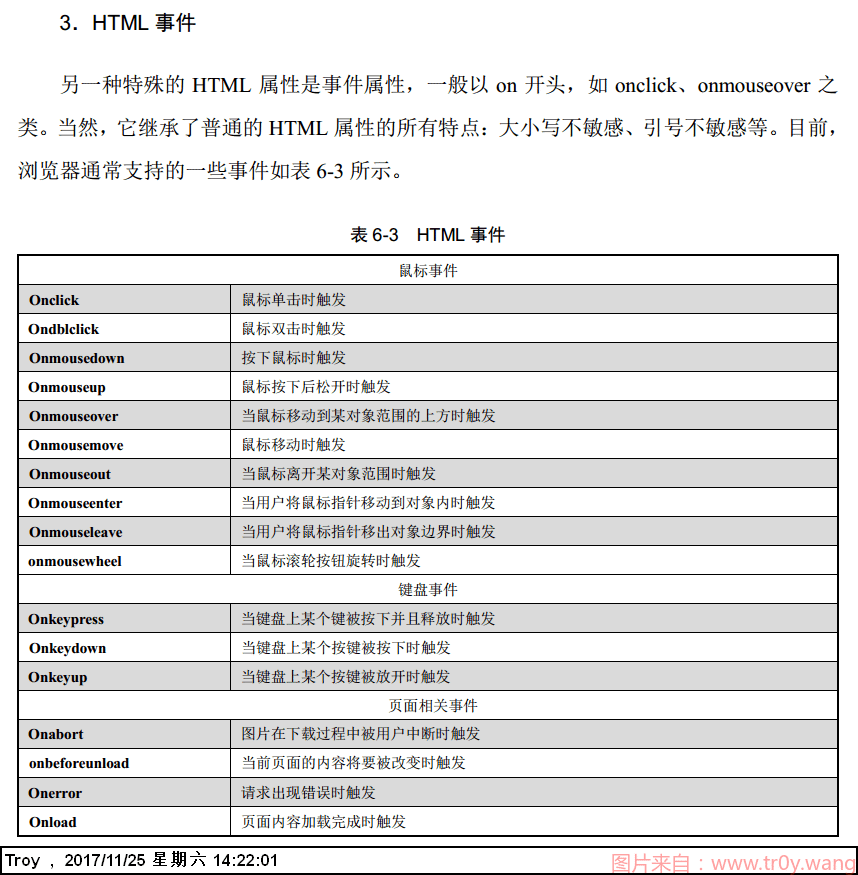 3．HTML 事件
另一种特殊的 HTML 属性是事件属性，一般以 on 开头，如 onclick、onmouseover 之
类。当然，它继承了普通的 HTML 属性的所有特点：大小写不敏感、引号不敏感等。目前，
浏览器通常支持的一些事件如表 6-3 所示。
表 6-3　HTML 事件
鼠标事件
Onclick 鼠标单击时触发
Ondblclick 鼠标双击时触发
Onmousedown 按下鼠标时触发
Onmouseup 鼠标按下后松开时触发
Onmouseover 当鼠标移动到某对象范围的上方时触发
Onmousemove 鼠标移动时触发
Onmouseout 当鼠标离开某对象范围时触发
Onmouseenter 当用户将鼠标指针移动到对象内时触发
Onmouseleave 当用户将鼠标指针移出对象边界时触发
onmousewheel 当鼠标滚轮按钮旋转时触发
键盘事件
Onkeypress 当键盘上某个键被按下并且释放时触发
Onkeydown 当键盘上某个按键被按下时触发
Onkeyup 当键盘上某个按键被放开时触发
页面相关事件
Onabort 图片在下载过程中被用户中断时触发
onbeforeunload 当前页面的内容将要被改变时触发
Onerror 请求出现错误时触发
Onload 页面内容加载完成时触发
Troy , 2017/11/25 星期六 14:22:01
图片来自：www.tr0y.wang